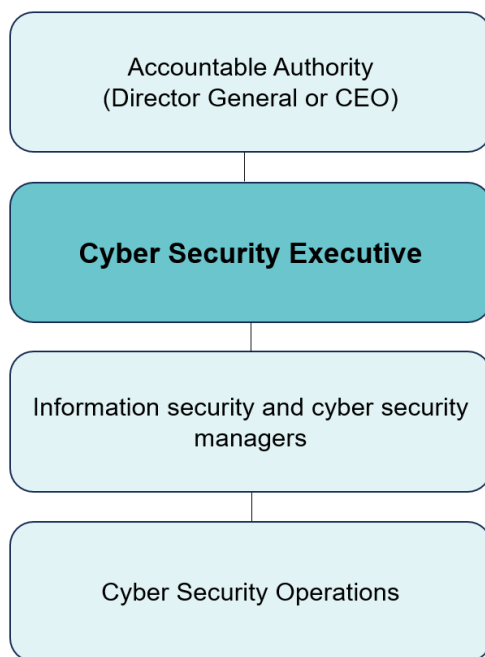 Accountable Authority
(Director General or CEO)
Cyber Security Executive
Information security and cyber security
managers
Cyber Security Operations